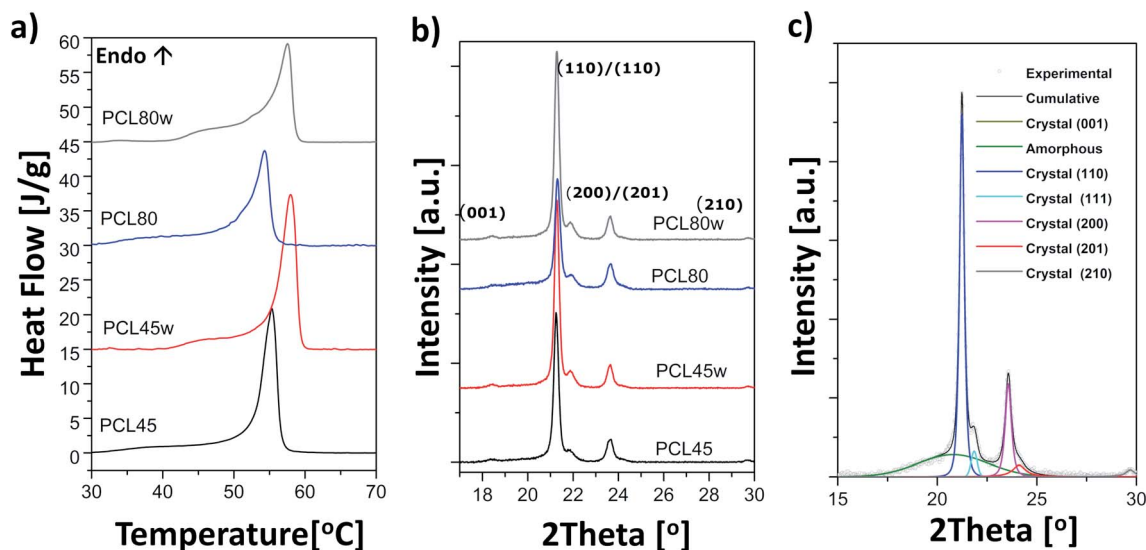 a)
Endo ↑
60
55
50
45
40
35
30
25
20
15
10
5
0
PCL80w
PCL80
PCL45w
PCL45
Heat Flow [J/g]
30 40 50 60 70
Temperature[°C]
b)
(110)/(110)
(200)/(201)
(001)
(210)
PCL80w
PCL80
PCL45w
PCL45
Intensity [a.u.]
17 18 20 22 24 26 28 30
2Theta [°]
c)
Experimental
Cumulative
Crystal (001)
Amorphous
Crystal (110)
Crystal (111)
Crystal (200)
Crystal (201)
Crystal (210)
Intensity [a.u.]
15 20 25 30
2Theta [°]